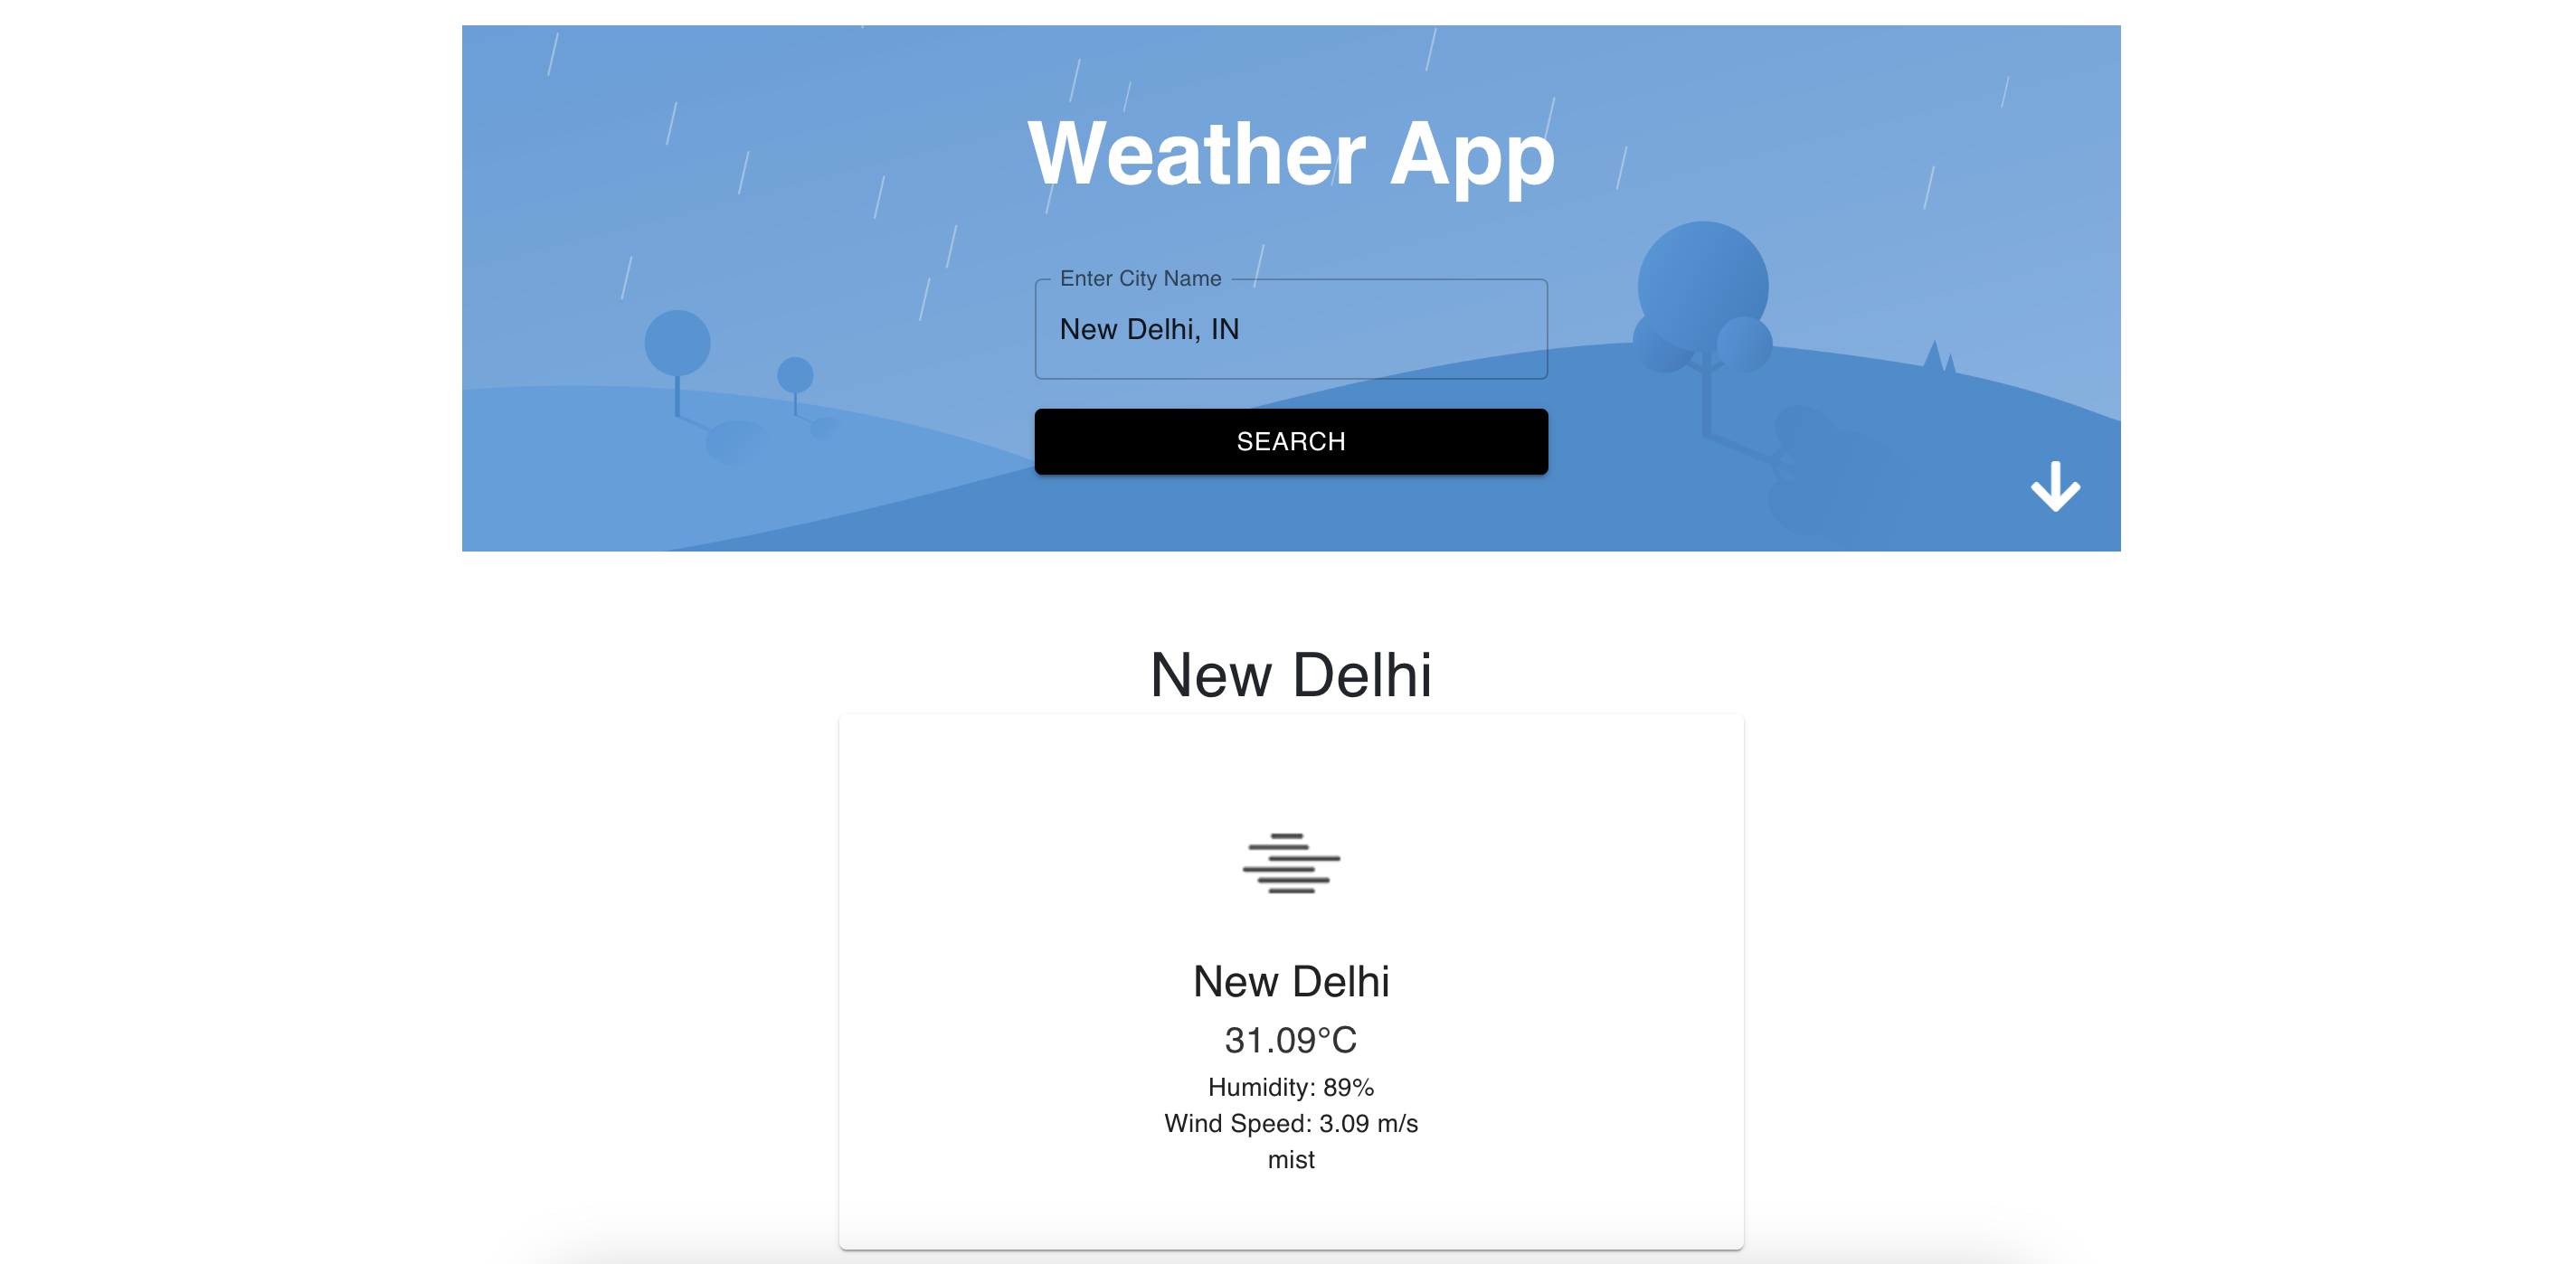 Weather App
Enter City Name
New Delhi, IN
SEARCH
New Delhi
New Delhi
31.09°C
Humidity: 89%
Wind Speed: 3.09 m/s
mist